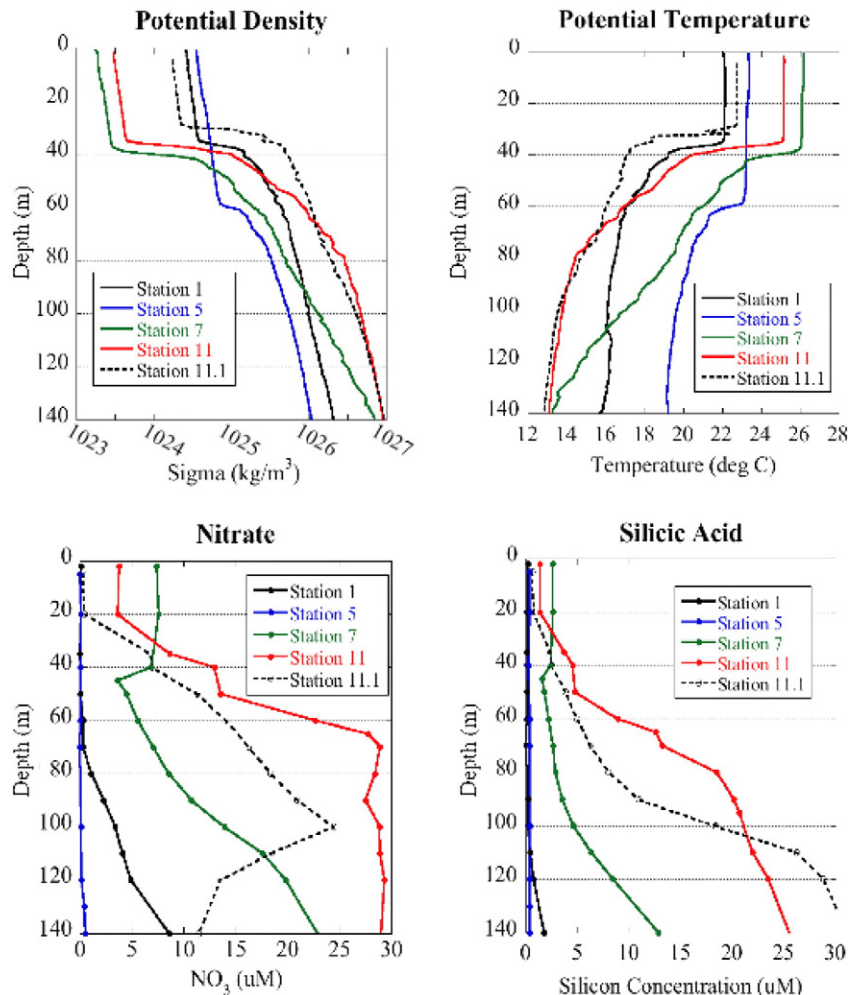 Potential Density
0
20
40
60
80
100
120
140
Depth (m)
Station 1
Station 5
Station 7
Station 11
Station 11.1
1023
1024
1025
1026
1027
Sigma (kg/m³)
Potential Temperature
0
20
40
60
80
100
120
140
Depth (m)
Station 1
Station 5
Station 7
Station 11
Station 11.1
12 14 16 18 20 22 24 26 28
Temperature (deg C)
Nitrate
0
20
40
60
80
100
120
140
Depth (m)
Station 1
Station 5
Station 7
Station 11
Station 11.1
0 5 10 15 20 25 30
NO₃ (uM)
Silicic Acid
0
20
40
60
80
100
120
140
Depth (m)
Station 1
Station 5
Station 7
Station 11
Station 11.1
0 5 10 15 20 25 30
Silicon Concentration (uM)